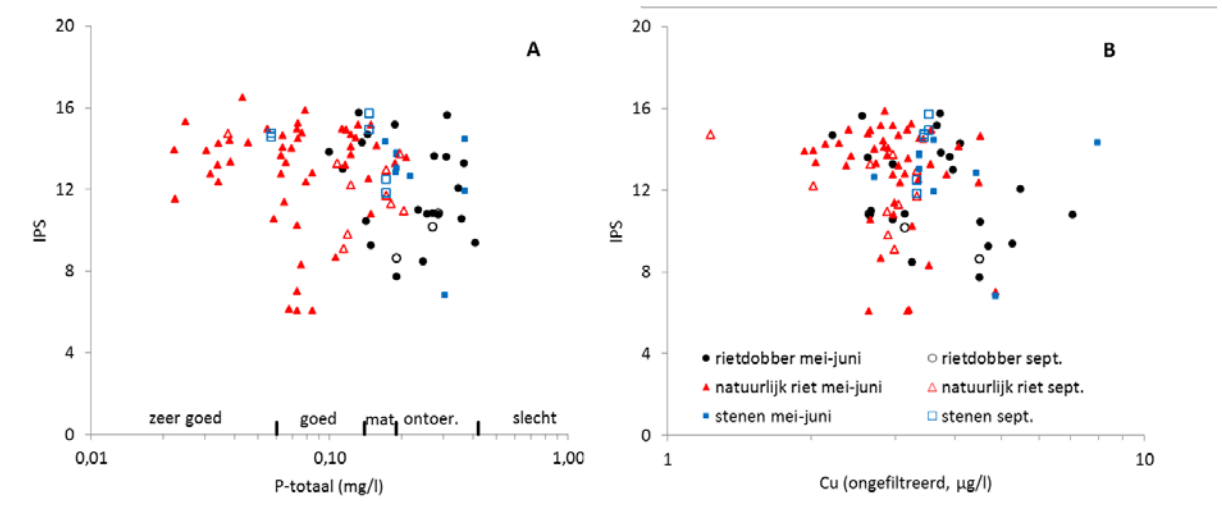 A
20
16
12
8
4
0
IPS
zeer goed
goed
mat.
ontoer.
slecht
0,01
0,10
1,00
P-totaal (mg/l)
B
20
16
12
8
4
0
IPS
rietdobber mei-juni
rietdobber sept.
natuurlijk riet mei-juni
natuurlijk riet sept.
stenen mei-juni
stenen sept.
1
10
Cu (ongefiltreerd, µg/l)